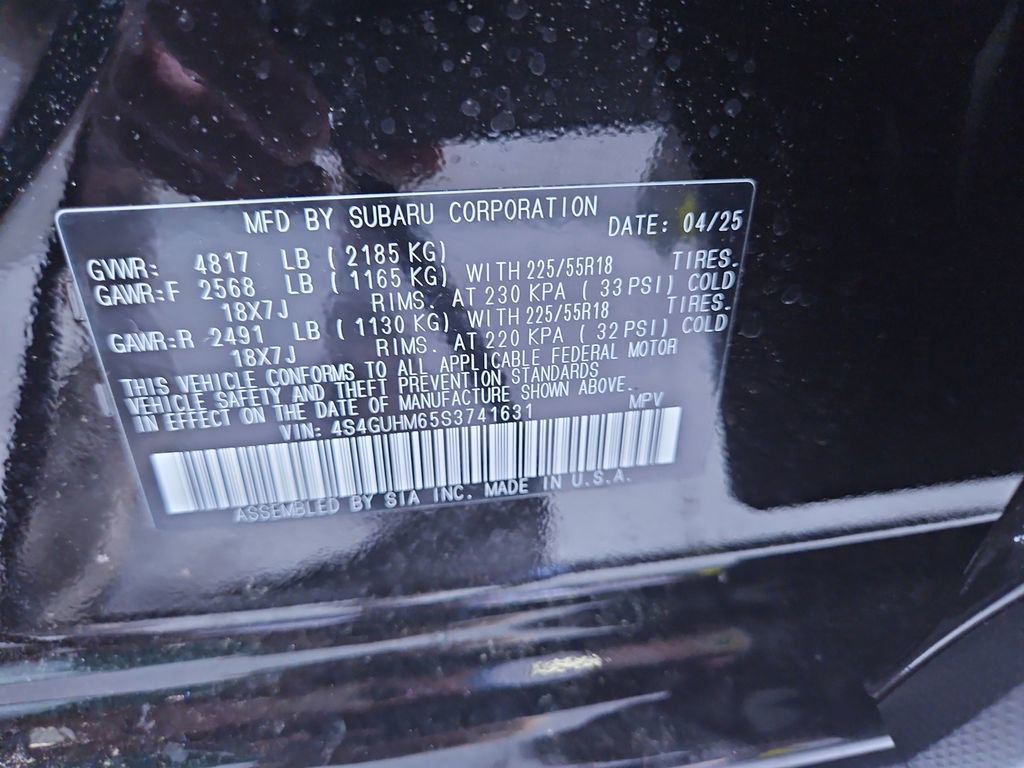 MFD BY SUBARU CORPORATION DATE: 04/25
GVWR: 4817 LB ( 2185 KG)
GAWR:F 2568 LB ( 1165 KG) WITH 225/55R18 TIRES.
18X7J RIMS. AT 230 KPA ( 33 PSI) COLD
GAWR:R 2491 LB ( 1130 KG) WITH 225/55R18 TIRES.
18X7J RIMS. AT 220 KPA ( 32 PSI) COLD
THIS VEHICLE CONFORMS TO ALL APPLICABLE FEDERAL MOTOR
VEHICLE SAFETY AND THEFT PREVENTION STANDARDS
IN EFFECT ON THE DATE OF MANUFACTURE SHOWN ABOVE.
VIN: 4S4GUHM65S3741631 MPV
ASSEMBLED BY SIA INC. MADE IN U.S.A.